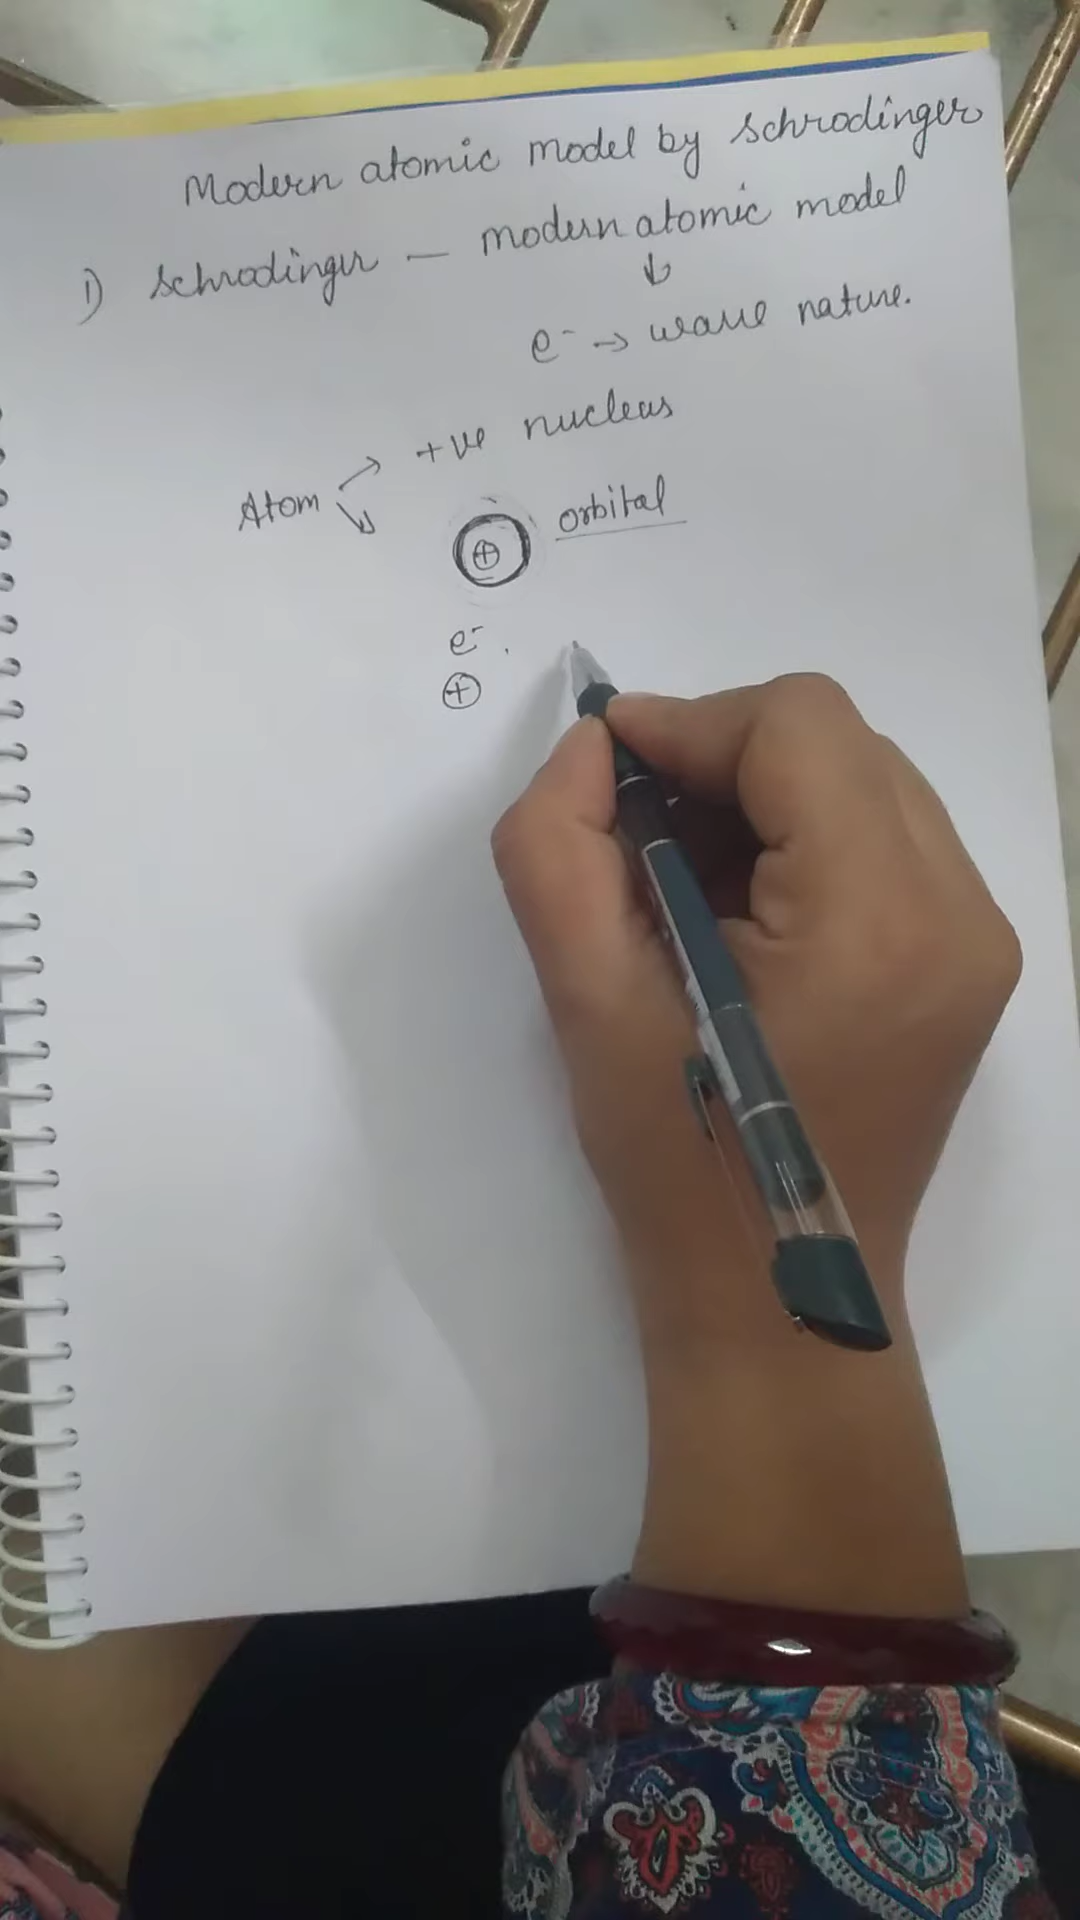 Modern atomic model by schrodinger
1) schrodinger — modern atomic model
↓
e⁻ → wave nature.
+ve nucleus
Atom
orbital
⊕
e⁻ .
⊕